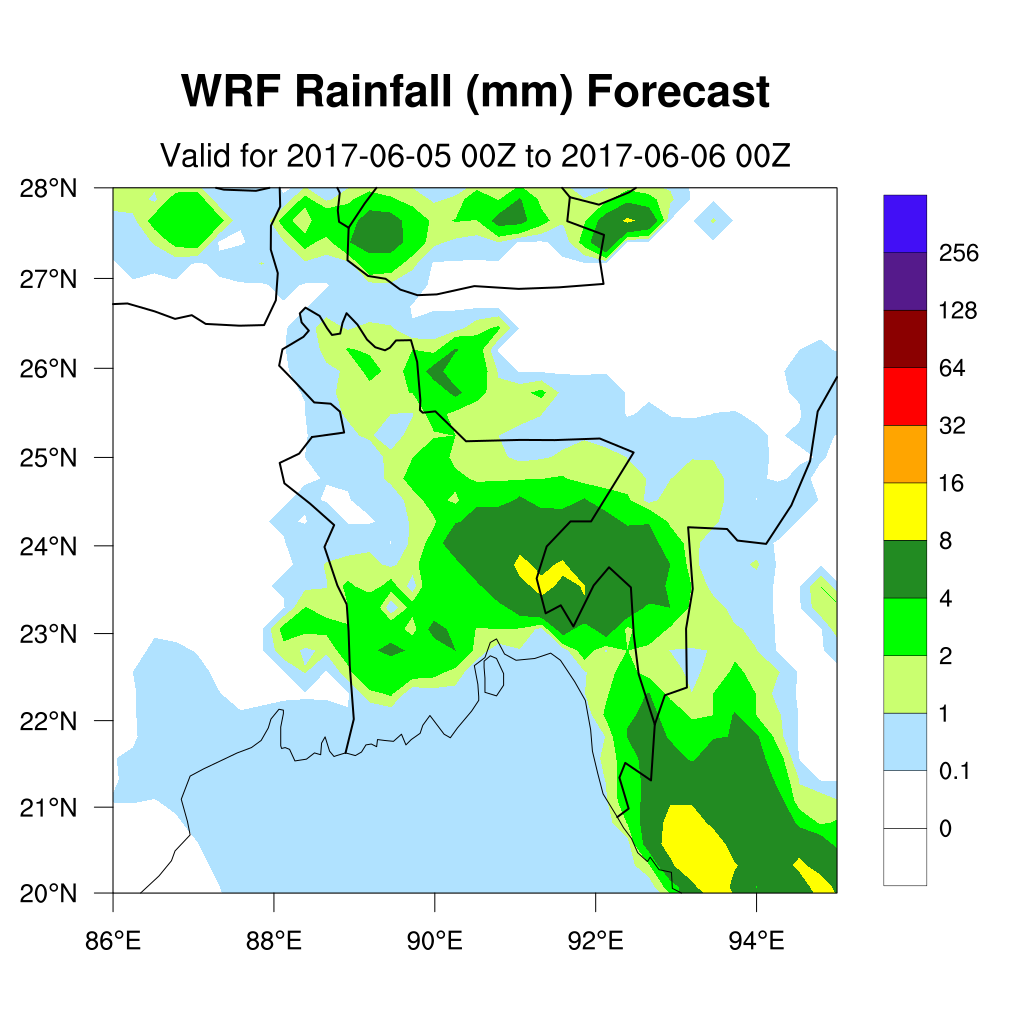 WRF Rainfall (mm) Forecast
Valid for 2017-06-05 00Z to 2017-06-06 00Z
28°N
27°N
26°N
25°N
24°N
23°N
22°N
21°N
20°N
86°E 88°E 90°E 92°E 94°E
256
128
64
32
16
8
4
2
1
0.1
0